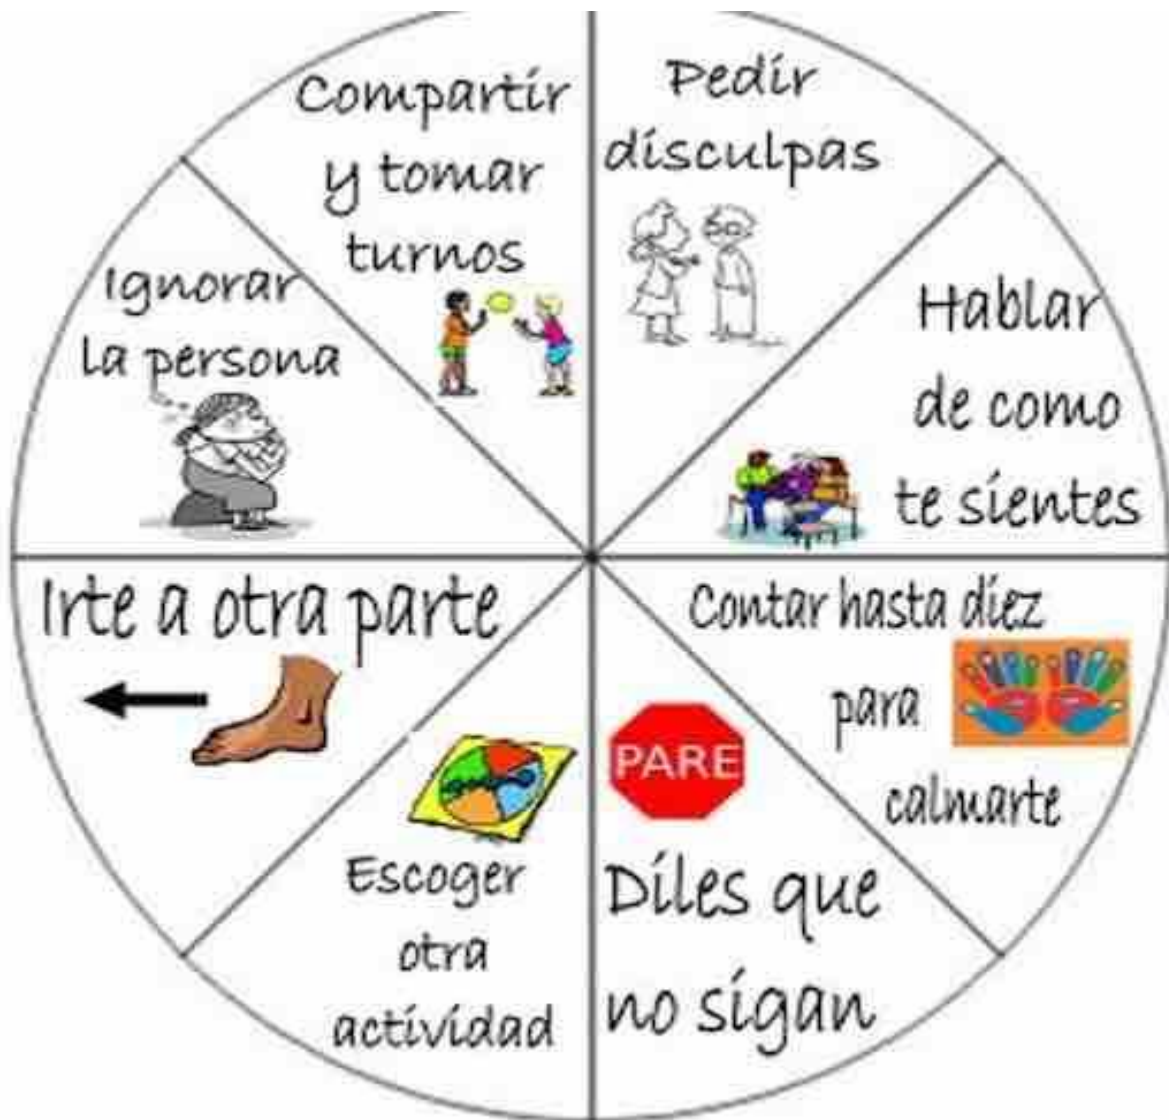 Compartir
y tomar
turnos
Pedir
disculpas
Hablar
de como
te sientes
Contar hasta diez
para
calmarte
PARE
Diles que
no sigan
Escoger
otra
actividad
Irte a otra parte
Ignorar
la persona